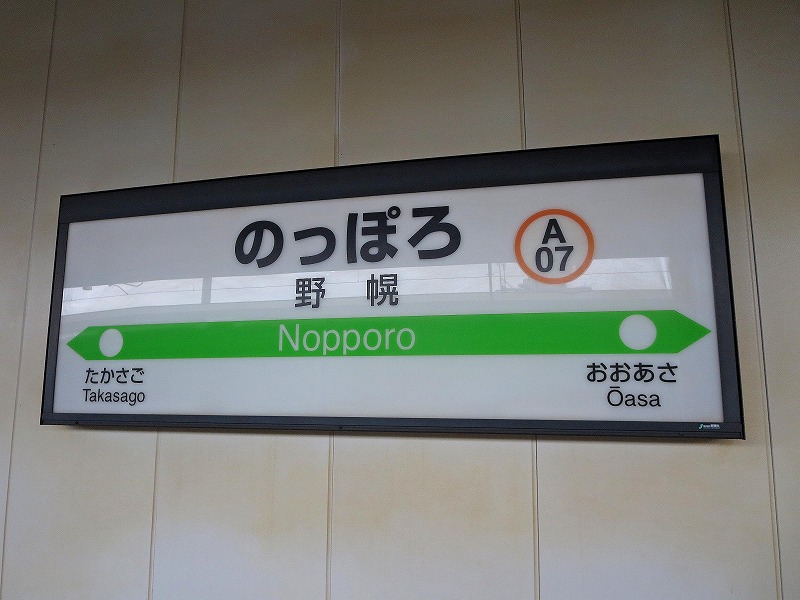 のっぽろ
A
07
野幌
Nopporo
たかさご
Takasago
おおあさ
Ōasa